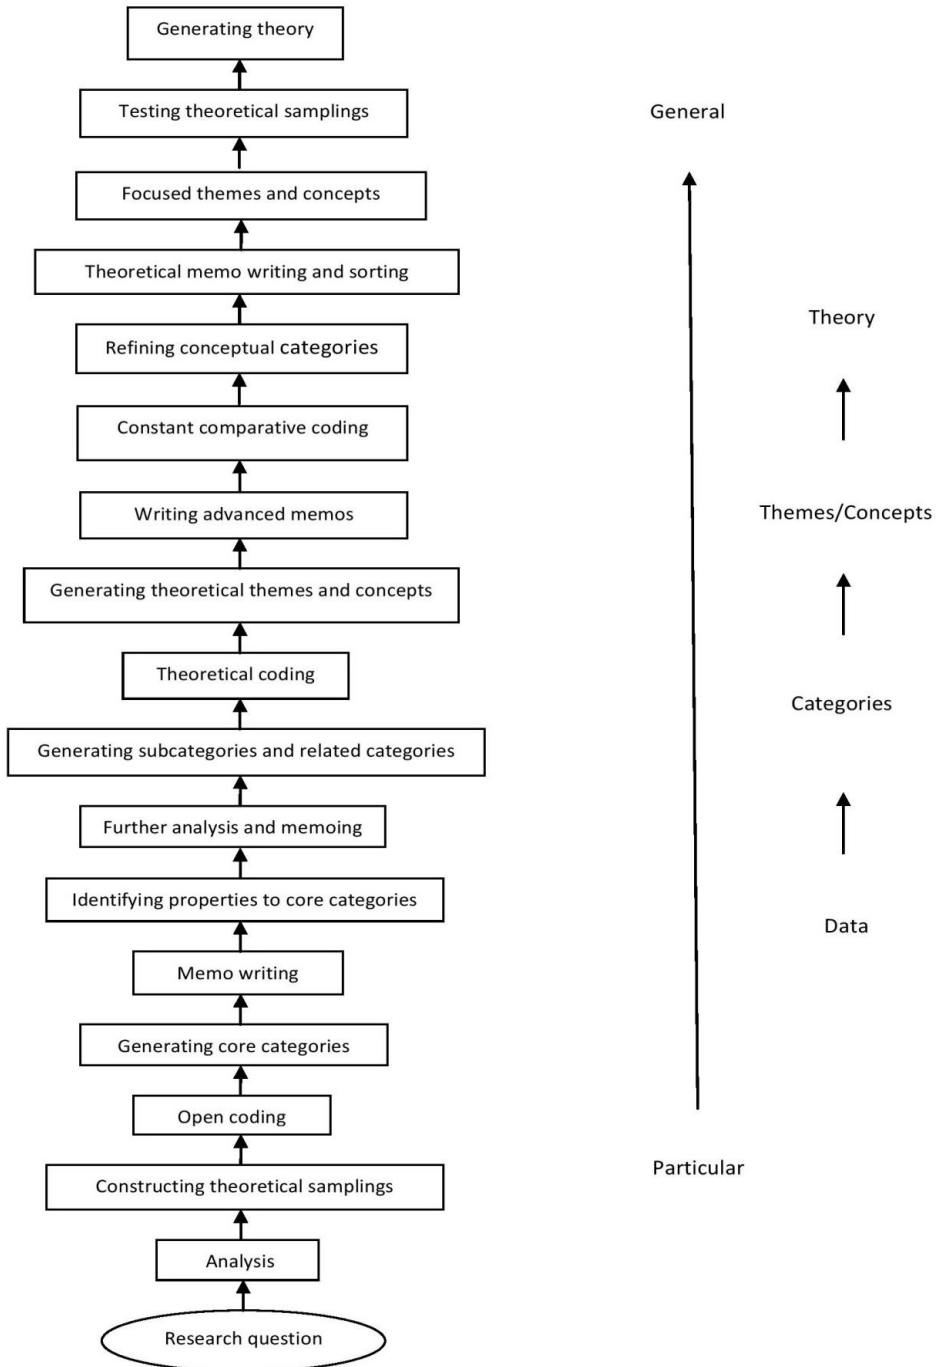 Generating theory
Testing theoretical samplings
Focused themes and concepts
Theoretical memo writing and sorting
Refining conceptual categories
Constant comparative coding
Writing advanced memos
Generating theoretical themes and concepts
Theoretical coding
Generating subcategories and related categories
Further analysis and memoing
Identifying properties to core categories
Memo writing
Generating core categories
Open coding
Constructing theoretical samplings
Analysis
Research question
General
Particular
Theory
Themes/Concepts
Categories
Data